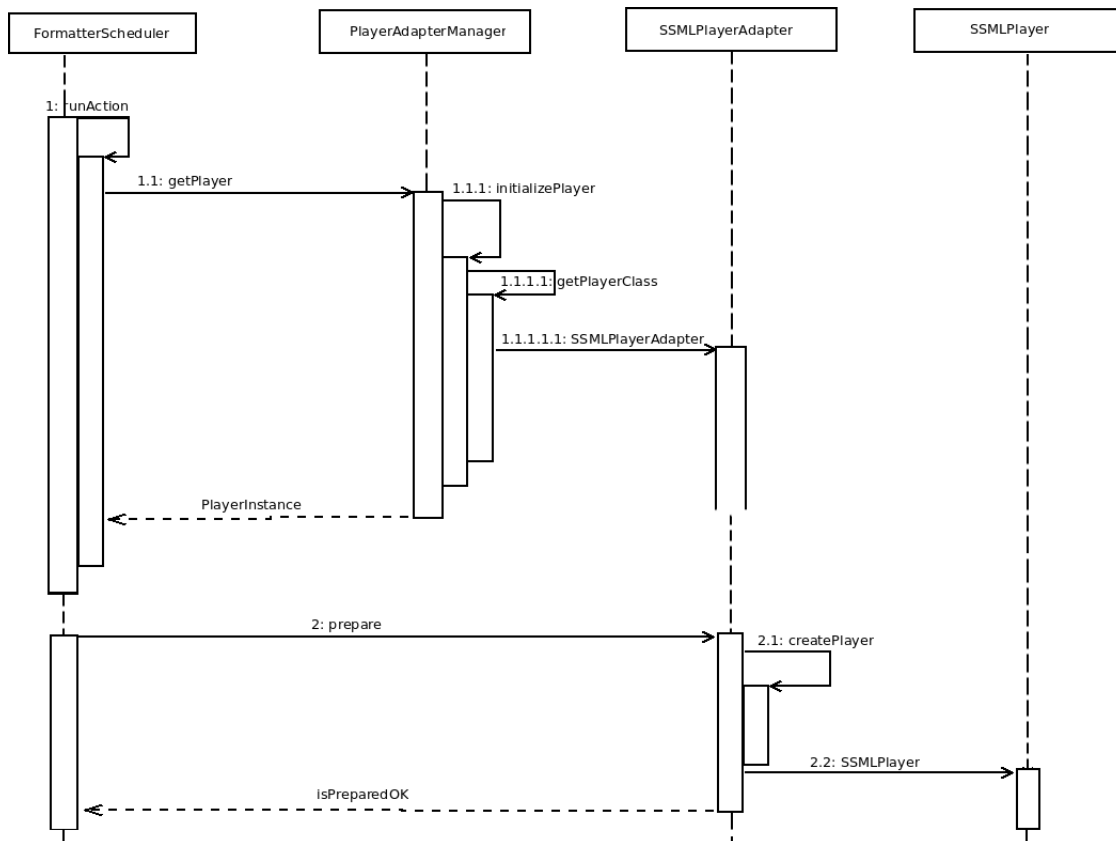 FormatterScheduler
PlayerAdapterManager
SSMLPlayerAdapter
SSMLPlayer
1: runAction
1.1: getPlayer
1.1.1: initializePlayer
1.1.1.1: getPlayerClass
1.1.1.1.1: SSMLPlayerAdapter
PlayerInstance
2: prepare
2.1: createPlayer
2.2: SSMLPlayer
isPreparedOK